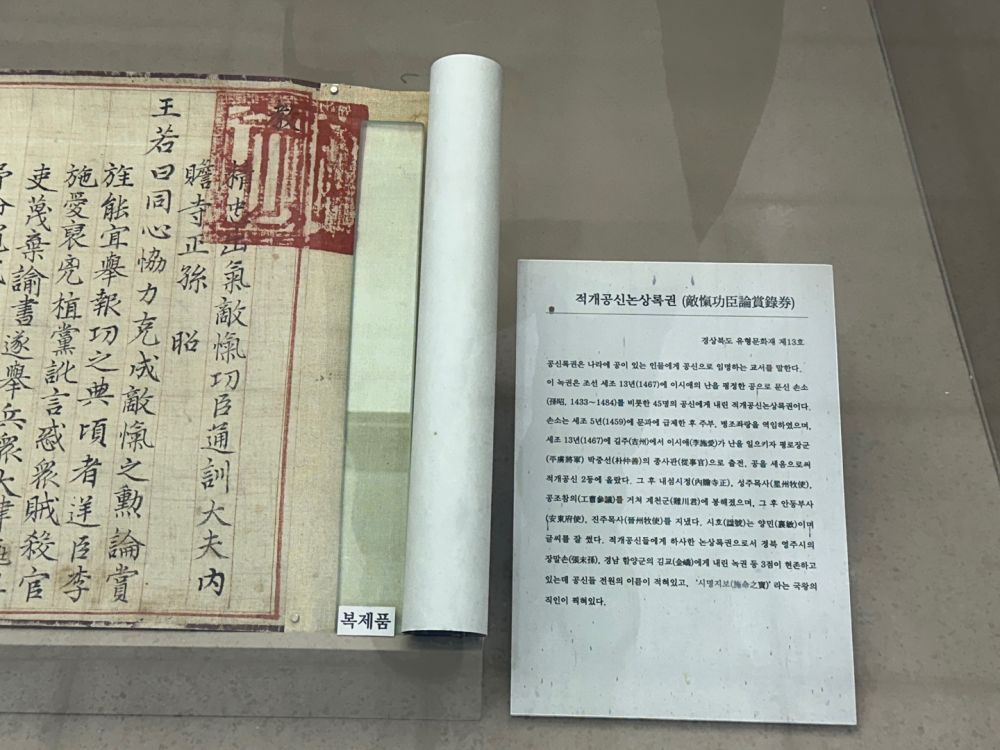 敎
精忠出氣敵愾功臣通訓大夫內
贍寺正孫 昭
王若曰同心恊力克成敵愾之勳論賞
旌能宜擧報功之典頃者逆臣李
施愛裒兇植黨訛言惑衆賊殺官
吏蔑棄諭書遂擧兵衆大肆
복제품
적개공신논상록권 (敵愾功臣論賞錄券)
경상북도 유형문화재 제13호
공신록권은 나라에 공이 있는 인물에게 공신으로 임명하는 교서를 말한다.
이 녹권은 조선 세조 13년(1467)에 이시애의 난을 평정한 공으로 문신 손소
(孫昭, 1433~1484)를 비롯한 45명의 공신에게 내린 적개공신논상록권이다.
손소는 세조 5년(1459)에 문과에 급제한 후 주부, 병조좌랑을 역임하였으며,
세조 13년(1467)에 길주(吉州)에서 이시애(李施愛)가 난을 일으키자 평로장군
(平虜將軍) 박중선(朴仲善)의 종사관(從事官)으로 출전, 공을 세움으로써
적개공신 2등에 올랐다. 그 후 내섬시정(內贍寺正), 성주목사(星州牧使),
공조참의(工曹參議)를 거쳐 계천군(雞川君)에 봉해졌으며, 그 후 안동부사
(安東府使), 진주목사(晉州牧使)를 지냈다. 시호(諡號)는 양민(襄敏)이며
글씨를 잘 썼다. 적개공신들에게 하사한 논상록권으로서 경북 영주시의
장말손(張末孫), 경남 함양군의 김교(金嶠)에게 내린 녹권 등 3점이 현존하고
있는데 공신들 전원의 이름이 적혀있고, '시명지보(施命之寶)' 라는 국왕의
직인이 찍혀있다.